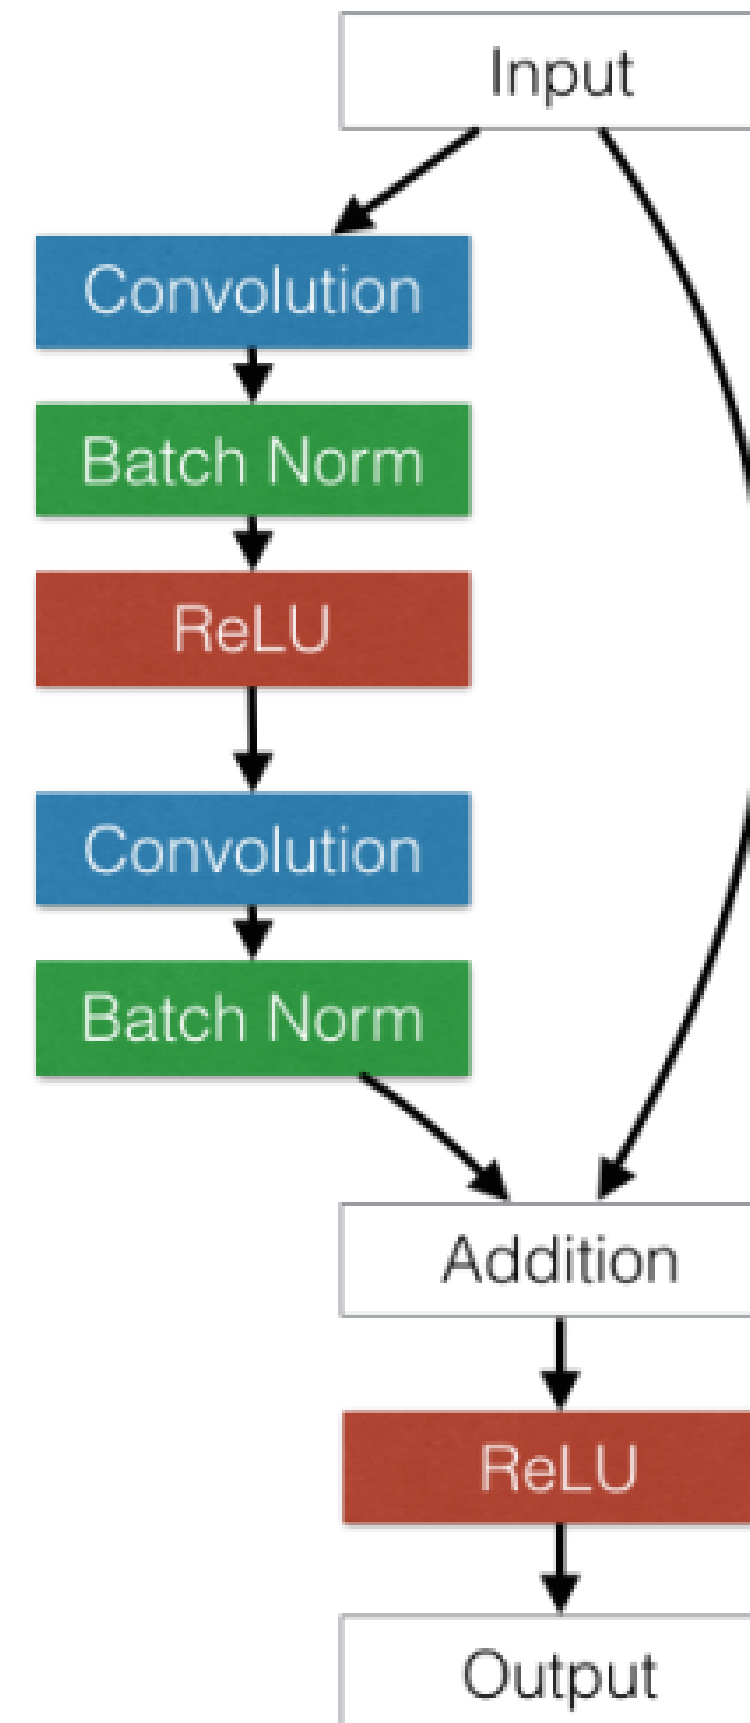 Input
Convolution
Batch Norm
ReLU
Convolution
Batch Norm
Addition
ReLU
Output